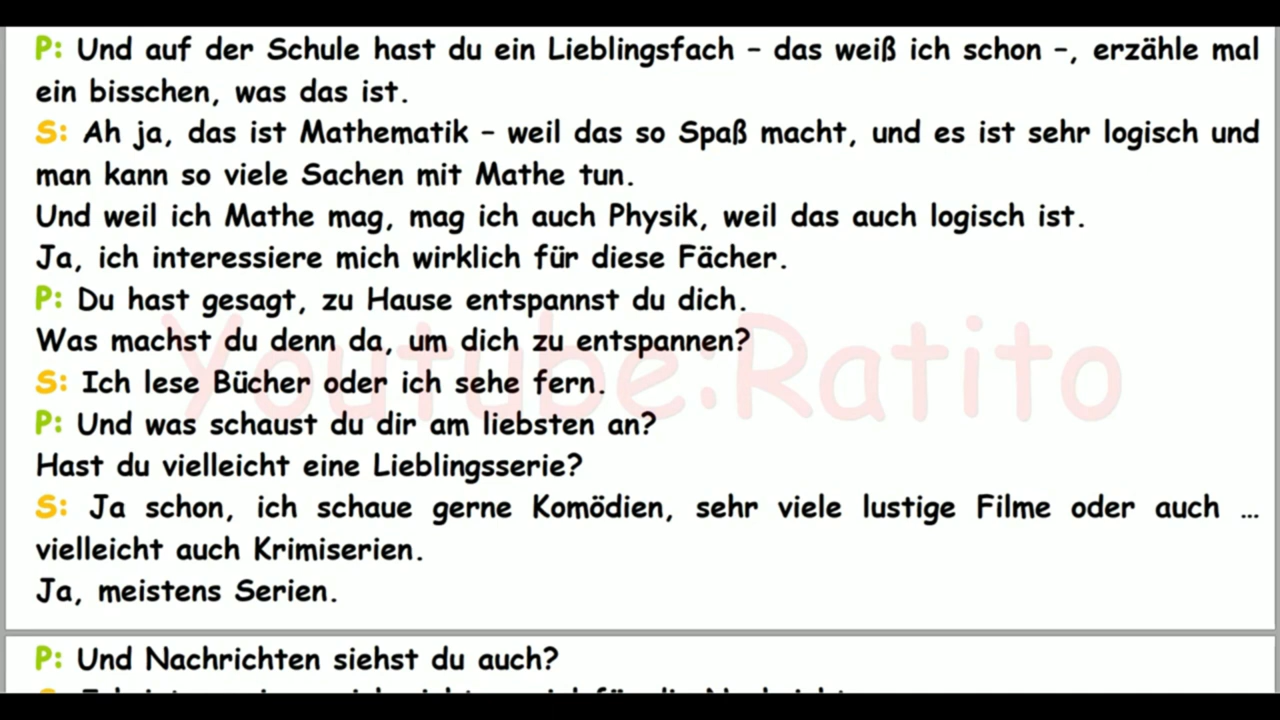 P: Und auf der Schule hast du ein Lieblingsfach – das weiß ich schon –, erzähle mal
ein bisschen, was das ist.
S: Ah ja, das ist Mathematik – weil das so Spaß macht, und es ist sehr logisch und
man kann so viele Sachen mit Mathe tun.
Und weil ich Mathe mag, mag ich auch Physik, weil das auch logisch ist.
Ja, ich interessiere mich wirklich für diese Fächer.
P: Du hast gesagt, zu Hause entspannst du dich.
Was machst du denn da, um dich zu entspannen?
Youtube:Ratito
S: Ich lese Bücher oder ich sehe fern.
P: Und was schaust du dir am liebsten an?
Hast du vielleicht eine Lieblingsserie?
S: Ja schon, ich schaue gerne Komödien, sehr viele lustige Filme oder auch ...
vielleicht auch Krimiserien.
Ja, meistens Serien.
P: Und Nachrichten siehst du auch?